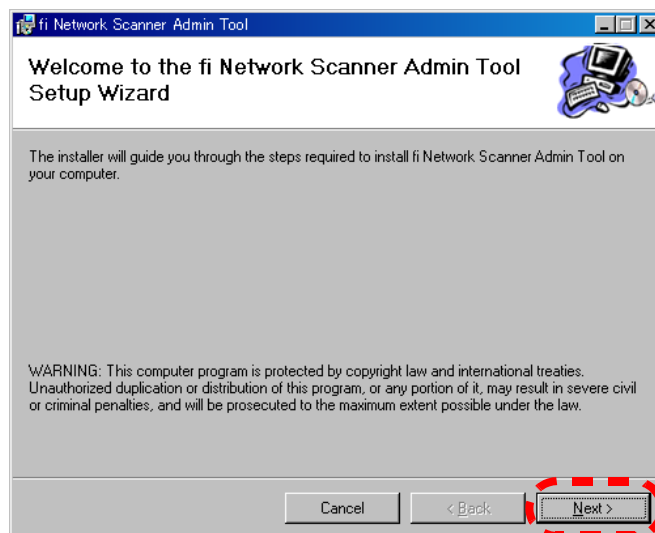 fi Network Scanner Admin Tool
Welcome to the fi Network Scanner Admin Tool
Setup Wizard
The installer will guide you through the steps required to install fi Network Scanner Admin Tool on
your computer.
WARNING: This computer program is protected by copyright law and international treaties.
Unauthorized duplication or distribution of this program, or any portion of it, may result in severe civil
or criminal penalties, and will be prosecuted to the maximum extent possible under the law.
Cancel < Back Next >